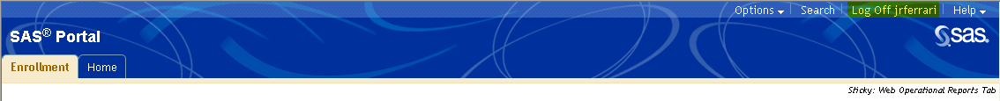 Options Search Log Off jrferrari Help
SAS® Portal
sas.
Enrollment Home
Sticky: Web Operational Reports Tab